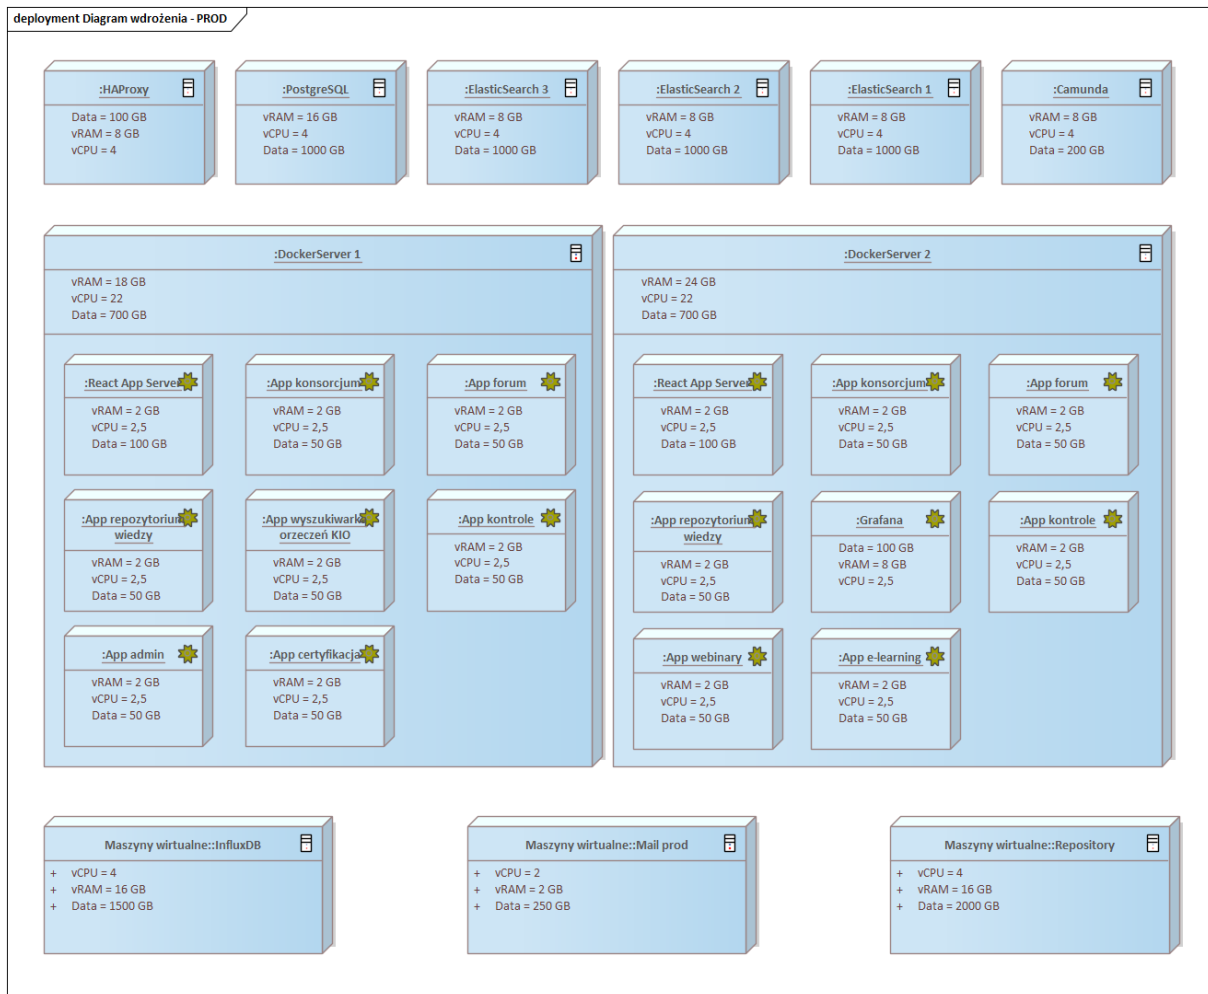 deployment Diagram wdrożenia - PROD
:HAProxy
Data = 100 GB
vRAM = 8 GB
vCPU = 4
:PostgreSQL
vRAM = 16 GB
vCPU = 4
Data = 1000GB
:ElasticSearch 3
vRAM = 8 GB
vCPU = 4
Data = 1000GB
:ElasticSearch 2
vRAM = 8 GB
vCPU = 4
Data = 1000GB
:ElasticSearch 1
vRAM = 8 GB
vCPU = 4
Data = 1000GB
:Camunda
vRAM = 8 GB
vCPU = 4
Data = 200 GB
:DockerServer 1
vRAM = 18 GB
vCPU = 22
Data = 700 GB
:React App Server
vRAM = 2 GB
vCPU = 2,5
Data = 100 GB
:App konsorcjum
vRAM = 2 GB
vCPU = 2,5
Data = 50 GB
:App forum
vRAM = 2 GB
vCPU = 2,5
Data = 50 GB
:App repozytorium
wiedzy
vRAM = 2 GB
vCPU = 2,5
Data = 50 GB
:App wyszukiwarka
orzeczeń KIO
vRAM = 2 GB
vCPU = 2,5
Data = 50 GB
:App kontrole
vRAM = 2 GB
vCPU = 2,5
Data = 50 GB
:App admin
vRAM = 2 GB
vCPU = 2,5
Data = 50 GB
:App certyfikacja
vRAM = 2 GB
vCPU = 2,5
Data = 50 GB
:DockerServer 2
vRAM = 24 GB
vCPU = 22
Data = 700 GB
:React App Server
vRAM = 2 GB
vCPU = 2,5
Data = 100 GB
:App konsorcjum
vRAM = 2 GB
vCPU = 2,5
Data = 50 GB
:App forum
vRAM = 2 GB
vCPU = 2,5
Data = 50 GB
:App repozytorium
wiedzy
vRAM = 2 GB
vCPU = 2,5
Data = 50 GB
:Grafana
Data = 100 GB
vRAM = 8 GB
vCPU = 2,5
:App kontrole
vRAM = 2 GB
vCPU = 2,5
Data = 50 GB
:App webinary
vRAM = 2 GB
vCPU = 2,5
Data = 50 GB
:App e-learning
vRAM = 2 GB
vCPU = 2,5
Data = 50 GB
Maszyny wirtualne::InfluxDB
+ vCPU = 4
+ vRAM = 16 GB
+ Data = 1500 GB
Maszyny wirtualne::Mail prod
+ vCPU = 2
+ vRAM = 2 GB
+ Data = 250 GB
Maszyny wirtualne::Repository
+ vCPU = 4
+ vRAM = 16 GB
+ Data = 2000 GB